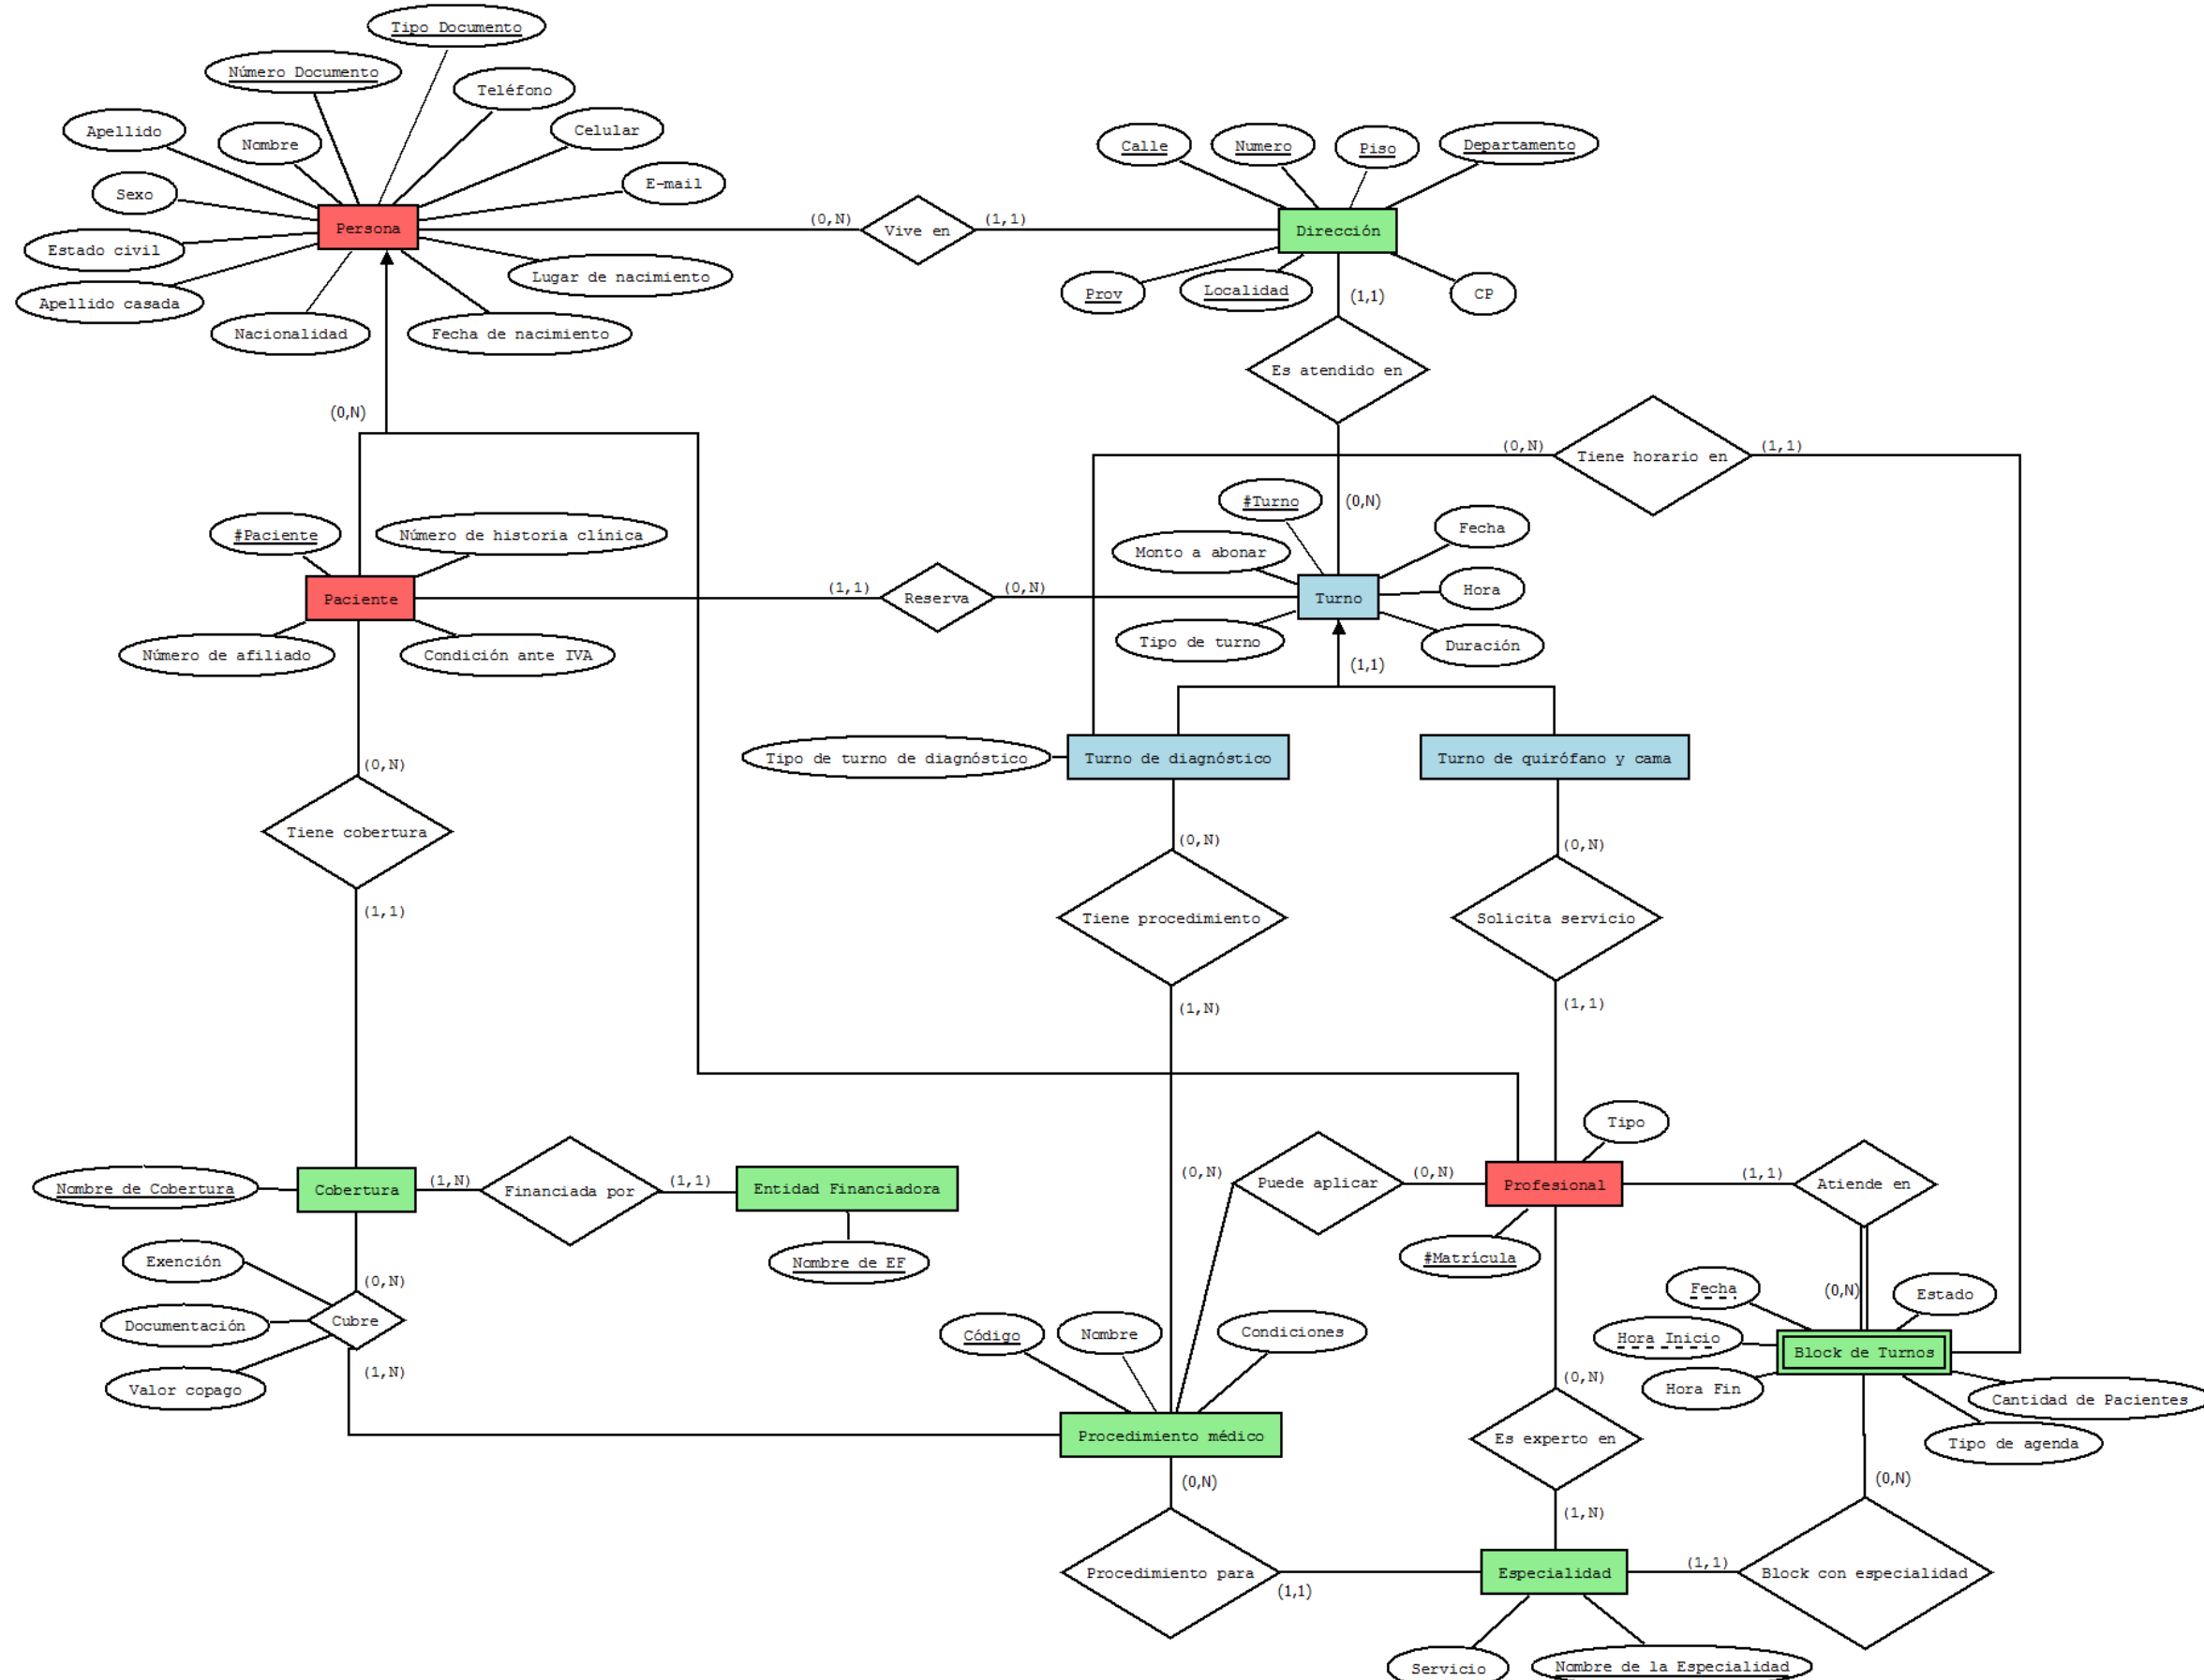 Tipo Documento
Número Documento
Teléfono
Apellido
Nombre
Celular
Sexo
E-mail
Persona
Estado civil
Lugar de nacimiento
Apellido casada
Nacionalidad
Fecha de nacimiento
(0,N)
Vive en
(1,1)
Calle
Numero
Piso
Departamento
Dirección
Prov
Localidad
CP
(1,1)
Es atendido en
(0,N)
(0,N)
Tiene horario en
(1,1)
#Turno
(0,N)
Fecha
Monto a abonar
Hora
Turno
Tipo de turno
Duración
(1,1)
#Paciente
Número de historia clínica
Paciente
(1,1)
Reserva
(0,N)
Número de afiliado
Condición ante IVA
Tipo de turno de diagnóstico
Turno de diagnóstico
Turno de quirófano y cama
(0,N)
Tiene cobertura
(1,1)
(0,N)
Tiene procedimiento
(1,N)
(0,N)
Solicita servicio
(1,1)
Tipo
Nombre de Cobertura
Cobertura
(1,N)
Financiada por
(1,1)
Entidad Financiadora
Nombre de EF
(0,N)
Puede aplicar
(0,N)
Profesional
(1,1)
Atiende en
#Matrícula
Exención
(0,N)
Documentación
Cubre
Valor copago
(1,N)
Código
Nombre
Condiciones
Procedimiento médico
Fecha
(0,N)
Estado
Hora Inicio
Block de Turnos
Hora Fin
Cantidad de Pacientes
Tipo de agenda
(0,N)
Es experto en
(1,N)
(0,N)
(0,N)
Procedimiento para
(1,1)
Especialidad
(1,1)
Block con especialidad
Servicio
Nombre de la Especialidad